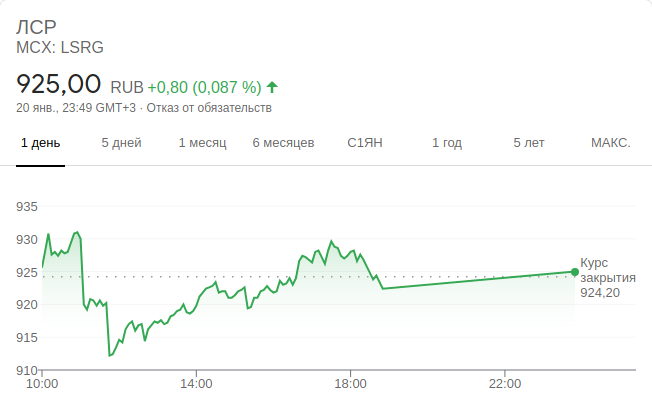 ЛСР
MCX: LSRG
925,00 RUB +0,80 (0,087 %)
20 янв., 23:49 GMT+3 · Отказ от обязательств
1 день 5 дней 1 месяц 6 месяцев С1ЯН 1 год 5 лет МАКС.
935
930
925
920
915
910
Курс
закрытия
924,20
10:00 14:00 18:00 22:00